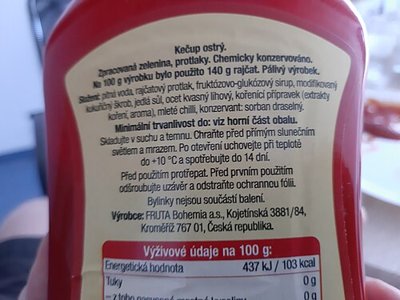 Kečup ostrý.
Zpracovaná zelenina, protlaky. Chemicky konzervováno.
Na 100 g výrobku bylo použito 140 g rajčat. Pálivý výrobek.
Složení: pitná voda, rajčatový protlak, fruktózovo-glukózový sirup, modifikovaný
kukuřičný škrob, jedlá sůl, ocet kvasný lihový, kořenicí přípravek (extrakty
koření, aroma), mleté chilli, konzervant: sorban draselný.
Minimální trvanlivost do: viz horní část obalu.
Skladujte v suchu a temnu. Chraňte před přímým slunečním
světlem a mrazem. Po otevření uchovejte při teplotě
do +10 °C a spotřebujte do 14 dní.
Před použitím protřepat. Před prvním použitím
odšroubujte uzávěr a odstraňte ochrannou fólii.
Bylinky nejsou součástí balení.
Výrobce: FRUTA Bohemia a.s., Kojetínská 3881/84,
Kroměříž 767 01, Česká republika.
Výživové údaje na 100 g:
Energetická hodnota 437 kJ / 103 kcal
Tuky 0 g
– z toho nasycené mastné kyseliny 0 g